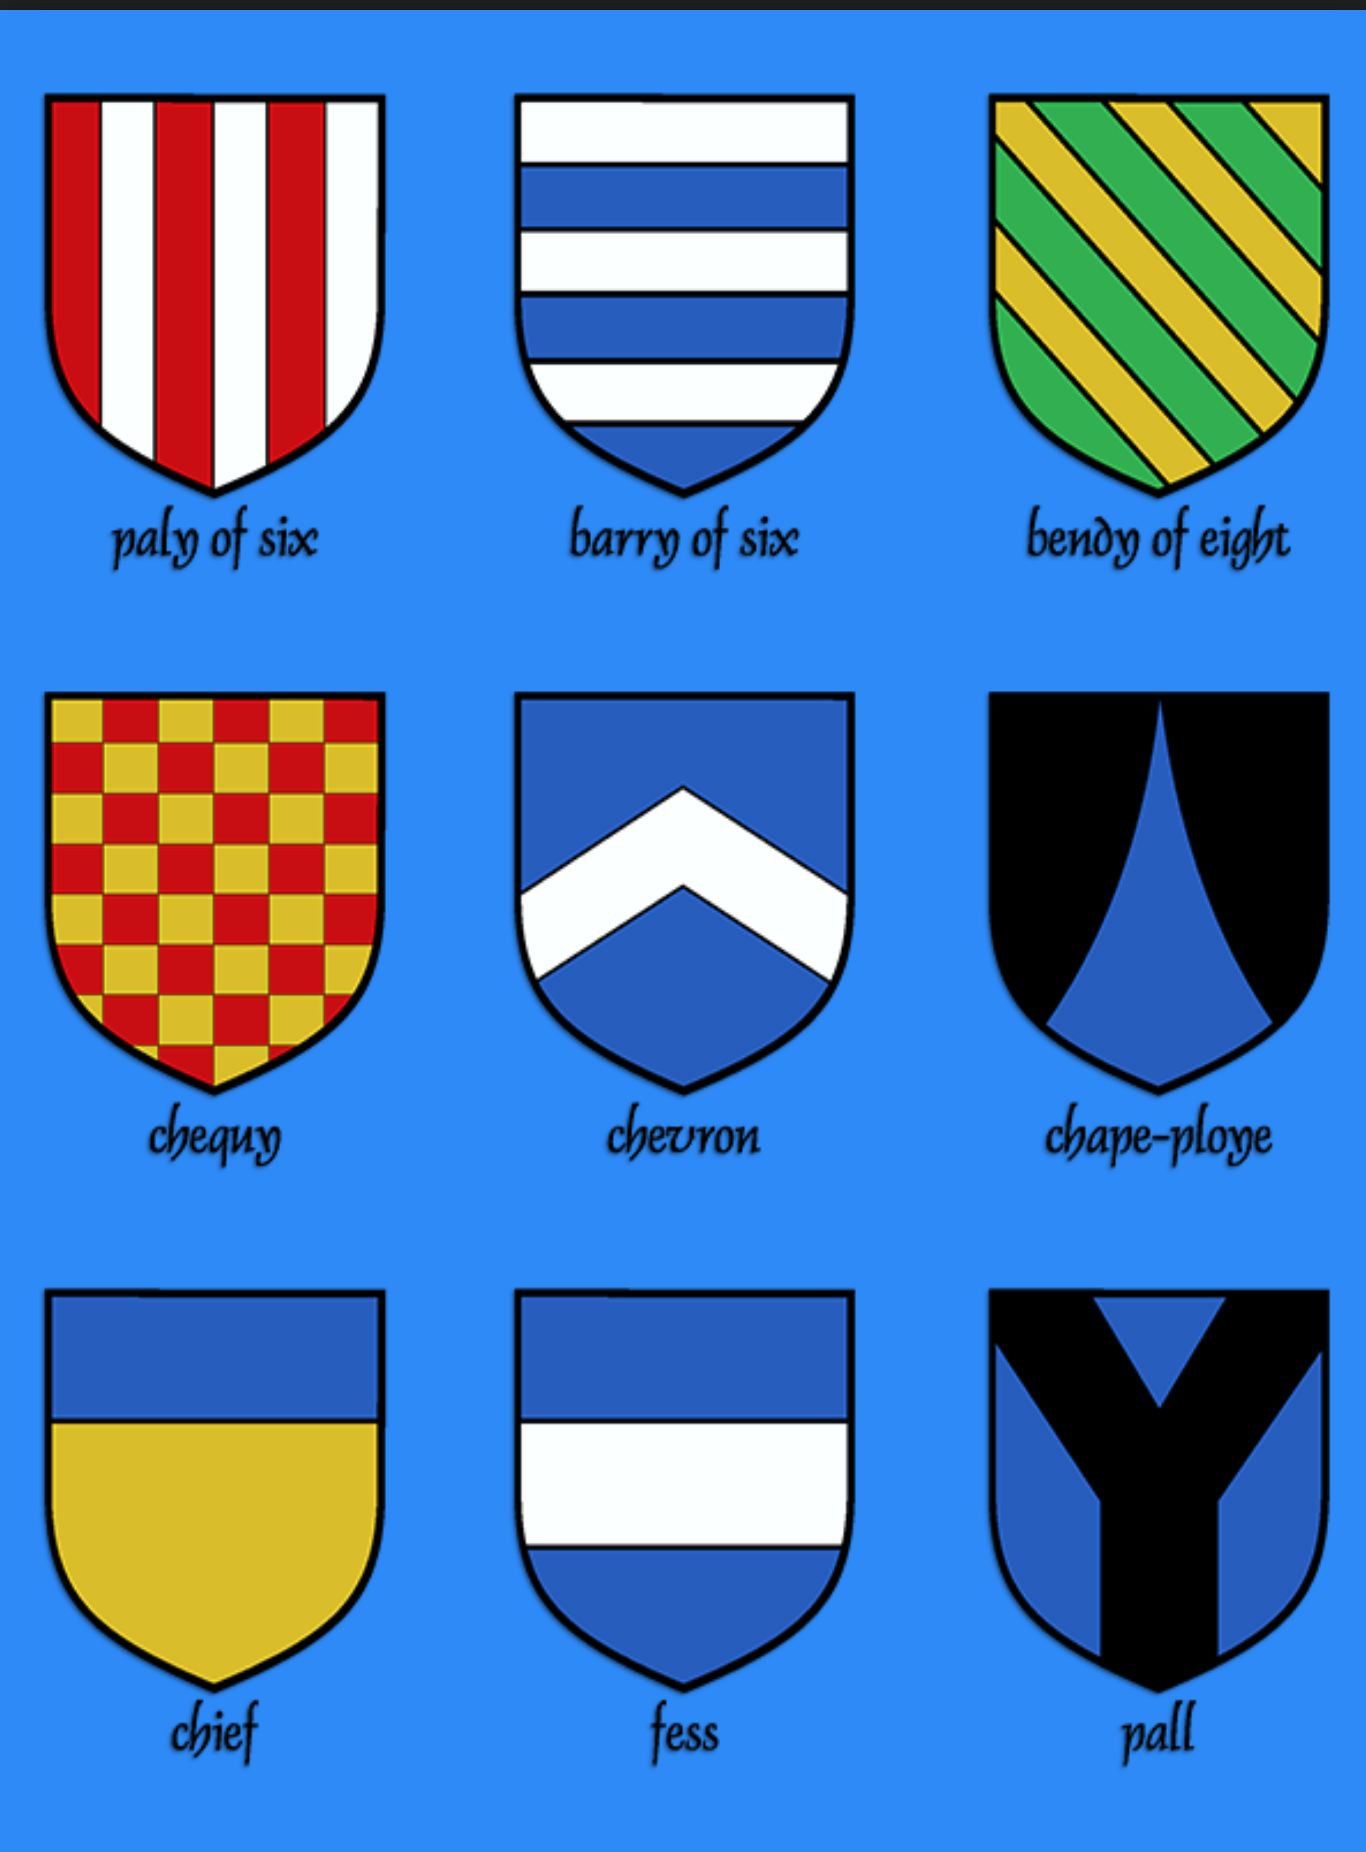 paly of six
barry of six
bendy of eight
chequy
chevron
chape-ploye
chief
fess
pall